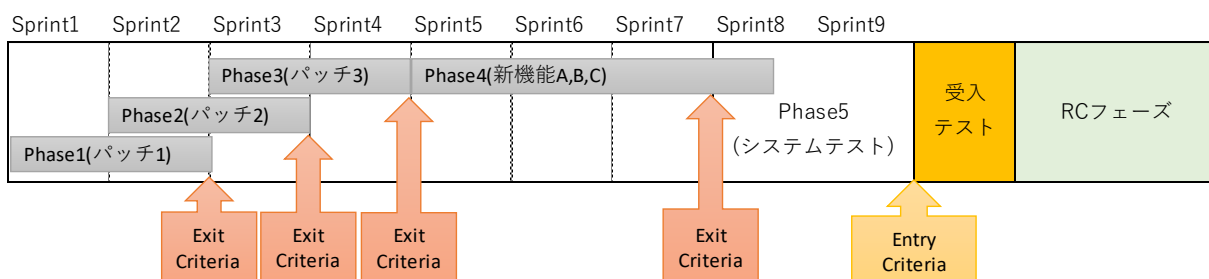 Sprint1 Sprint2 Sprint3 Sprint4 Sprint5 Sprint6 Sprint7 Sprint8 Sprint9
Phase3(パッチ3) Phase4(新機能A,B,C)
Phase2(パッチ2)
Phase1(パッチ1)
Phase5
(システムテスト)
受入
テスト
RCフェーズ
Exit
Criteria
Exit
Criteria
Exit
Criteria
Exit
Criteria
Entry
Criteria